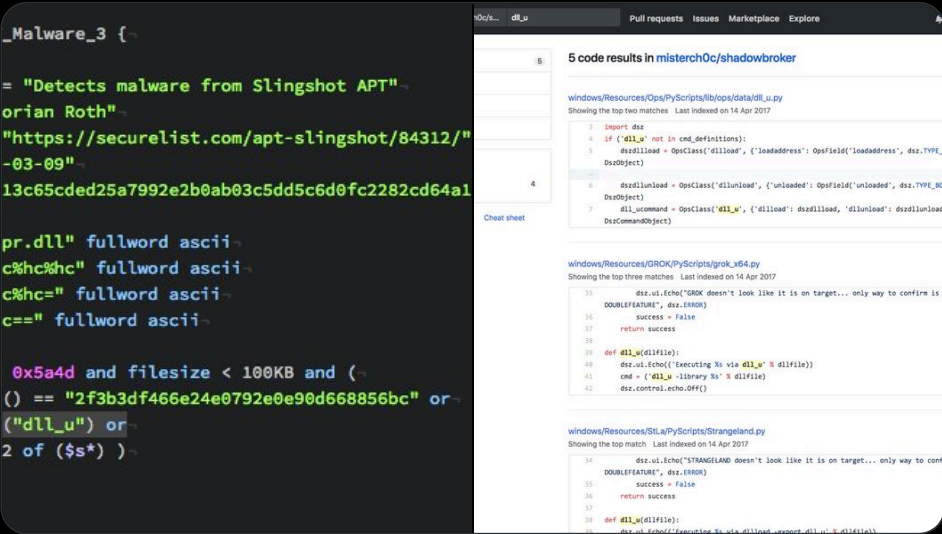 _Malware_3 {
= "Detects malware from Slingshot APT"
orian Roth"
"https://securelist.com/apt-slingshot/84312/"
-03-09"
13c65cded25a7992e2b0ab03c5dd5c6d0fc2282cd64a1
pr.dll" fullword ascii
c%hc%hc" fullword ascii
c%hc=" fullword ascii
c==" fullword ascii
0x5a4d and filesize < 100KB and (
() == "2f3b3df466e24e0792e0e90d668856bc" or
("dll_u") or
2 of ($s*) )
h0c/s... dll_u Pull requests Issues Marketplace Explore
5
4
Cheat sheet
5 code results in misterch0c/shadowbroker
windows/Resources/Ops/PyScripts/lib/ops/data/dll_u.py
Showing the top two matches Last indexed on 14 Apr 2017
3 import dsz
4 if ('dll_u' not in cmd_definitions):
5 dszdllload = OpsClass('dllload', {'loadaddress': OpsField('loadaddress', dsz.TYPE_
DszObject)
6 dszdllunload = OpsClass('dllunload', {'unloaded': OpsField('unloaded', dsz.TYPE_BO
DszObject)
7 dll_ucommand = OpsClass('dll_u', {'dllload': dszdllload, 'dllunload': dszdllunload
DszCommandObject)
windows/Resources/GROK/PyScripts/grok_x64.py
Showing the top three matches Last indexed on 14 Apr 2017
35 dsz.ui.Echo("GROK doesn't look like it is on target... only way to confirm is
DOUBLEFEATURE", dsz.ERROR)
36 success = False
37 return success
38
39 def dll_u(dllfile):
40 dsz.ui.Echo(('Executing %s via dll_u' % dllfile))
41 cmd = ('dll_u -library %s' % dllfile)
42 dsz.control.echo.Off()
windows/Resources/StLa/PyScripts/Strangeland.py
Showing the top match Last indexed on 14 Apr 2017
34 dsz.ui.Echo("STRANGELAND doesn't look like it is on target... only way to conf
DOUBLEFEATURE", dsz.ERROR)
35 success = False
36 return success
37
38 def dll_u(dllfile):
dsz.ui.Echo(('Executing %s via dllload -export dll_u' % dllfile))